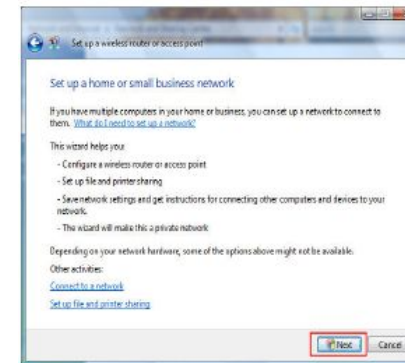 Set up a wireless router or access point
Set up a home or small business network
If you have multiple computers in your home or business, you can set up a network to connect to
them. What do I need to set up a network?
This wizard helps you:
- Configure a wireless router or access point
- Set up file and printer sharing
- Save network settings and get instructions for connecting other computers and devices to your
network.
- The wizard will make this a private network
Depending on your network hardware, some of the options above might not be available.
Other activities:
Connect to a network
Set up file and printer sharing
Next Cancel